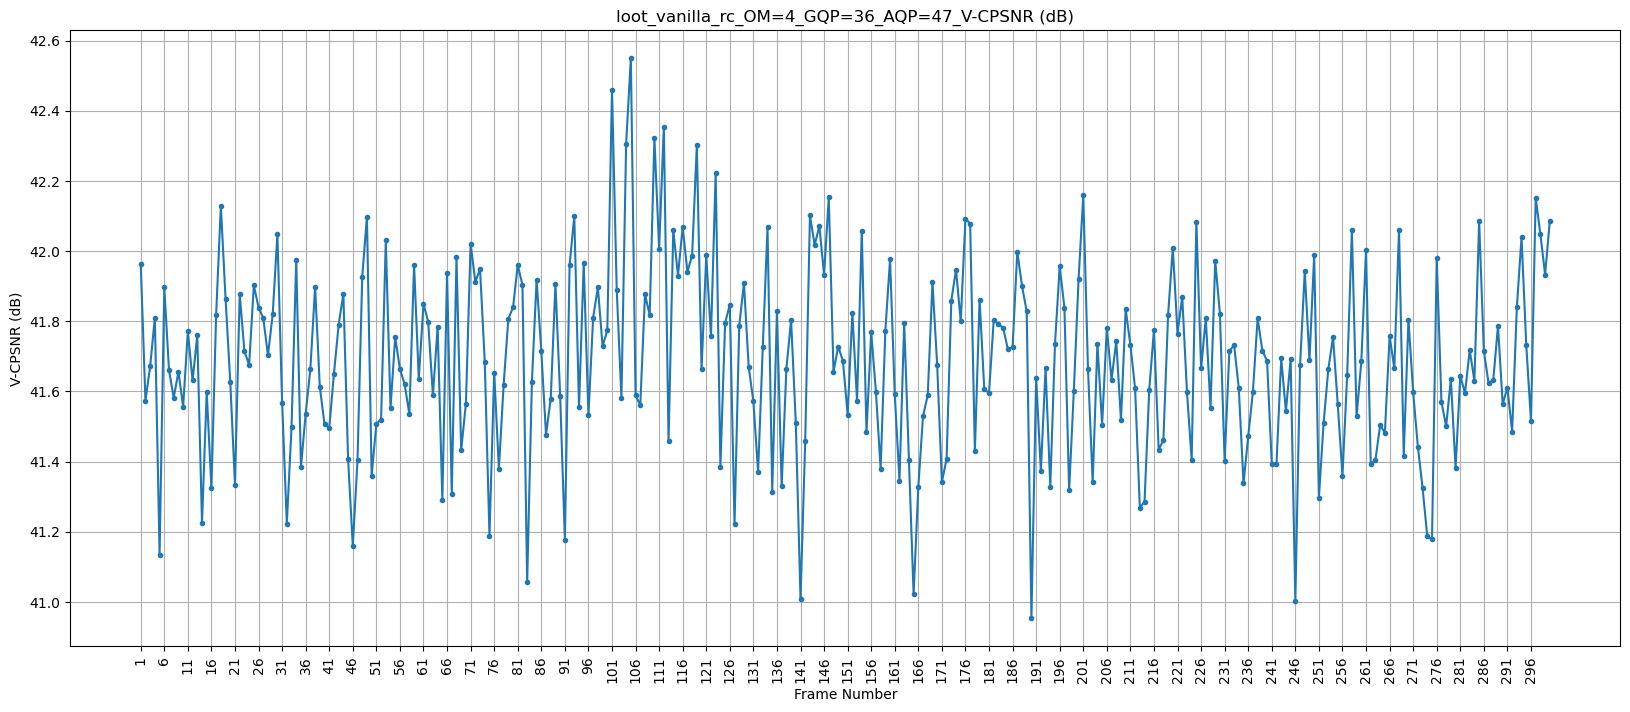 loot_vanilla_rc_OM=4_GQP=36_AQP=47_V-CPSNR (dB)
V-CPSNR (dB)
42.6
42.4
42.2
42.0
41.8
41.6
41.4
41.2
41.0
1 6 11 16 21 26 31 36 41 46 51 56 61 66 71 76 81 86 91 96 101 106 111 116 121 126 131 136 141 146 151 156 161 166 171 176 181 186 191 196 201 206 211 216 221 226 231 236 241 246 251 256 261 266 271 276 281 286 291 296
Frame Number